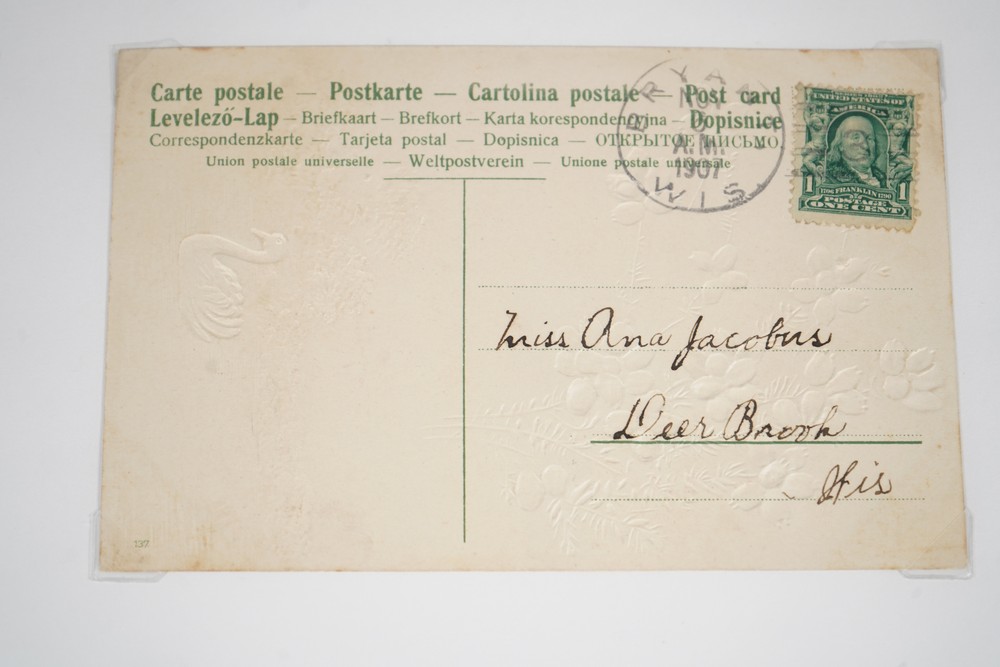 Carte postale — Postkarte — Cartolina postale — Post card
Levelező-Lap — Briefkaart — Brefkort — Karta korespondencyjna — Dopisnice
Correspondenzkarte — Tarjeta postal — Dopisnica — ОТКРЫТОЕ ПИСЬМО.
Union postale universelle — Weltpostverein — Unione postale universale
NOV
A.M.
1907
WIS
UNITED STATES OF
AMERICA
1 1
FRANKLIN
POSTAGE
ONE CENT
Miss Ana Jacobus
Deer Brook
Wis
137